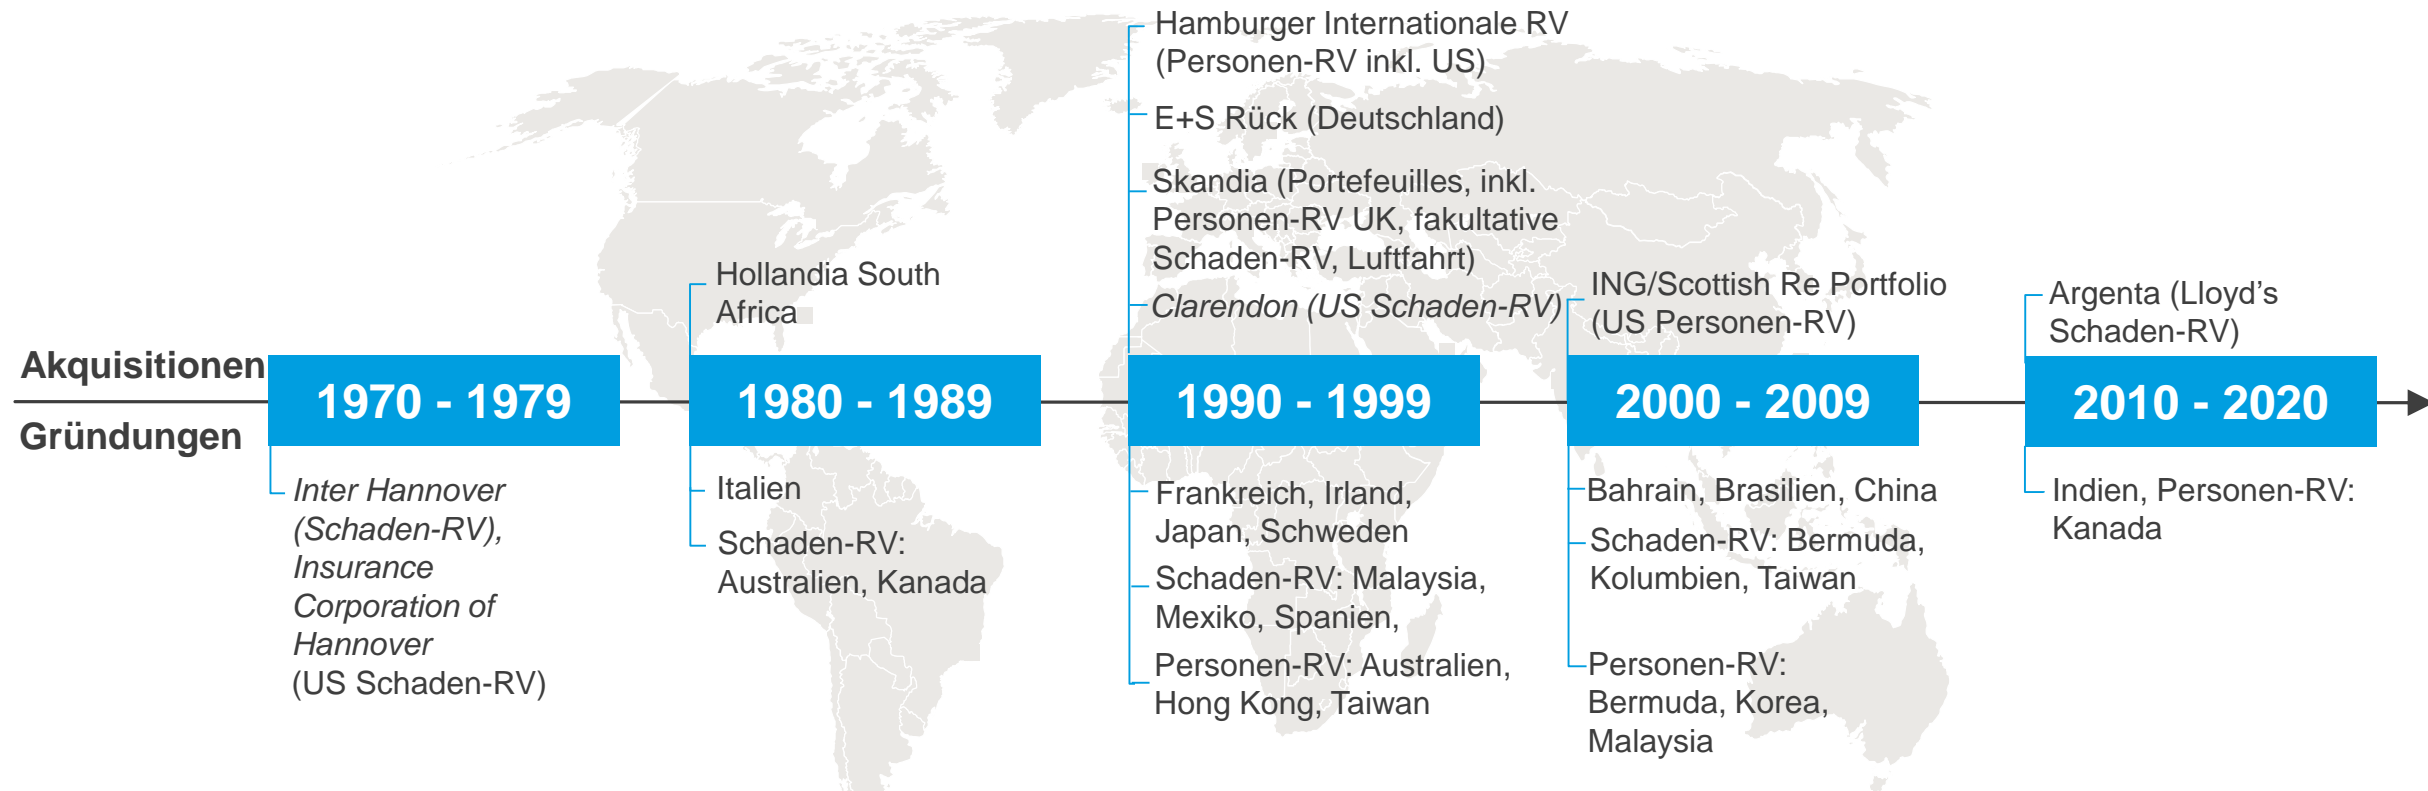 Hamburger Internationale RV
(Personen-RV inkl. US)
E+S Rück (Deutschland)
Skandia (Portefeuilles, inkl.
Personen-RV UK, fakultative
Schaden-RV, Luftfahrt)
Clarendon (US Schaden-RV)
Hollandia South
Africa
ING/Scottish Re Portfolio
(US Personen-RV)
Argenta (Lloyd’s
Schaden-RV)
Akquisitionen
Gründungen
1970 - 1979
1980 - 1989
1990 - 1999
2000 - 2009
2010 - 2020
Inter Hannover
(Schaden-RV),
Insurance
Corporation of
Hannover
(US Schaden-RV)
Italien
Schaden-RV:
Australien, Kanada
Frankreich, Irland,
Japan, Schweden
Schaden-RV: Malaysia,
Mexiko, Spanien,
Personen-RV: Australien,
Hong Kong, Taiwan
Bahrain, Brasilien, China
Schaden-RV: Bermuda,
Kolumbien, Taiwan
Personen-RV:
Bermuda, Korea,
Malaysia
Indien, Personen-RV:
Kanada